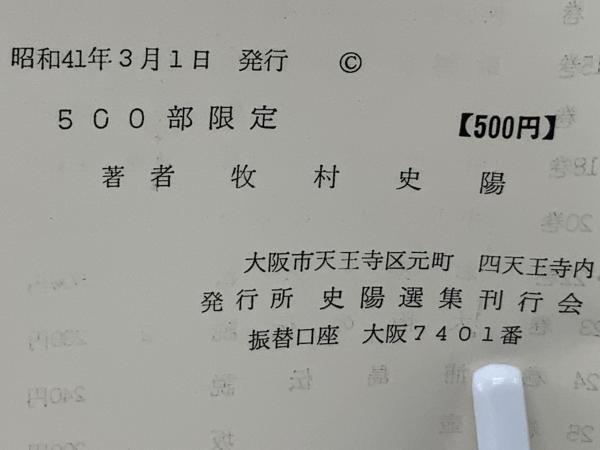 昭和41年3月1日 発行 ©
500部限定 【500円】
著者 牧村史陽
大阪市天王寺区元町 四天王寺内
発行所 史陽選集刊行会
振替口座 大阪7401番